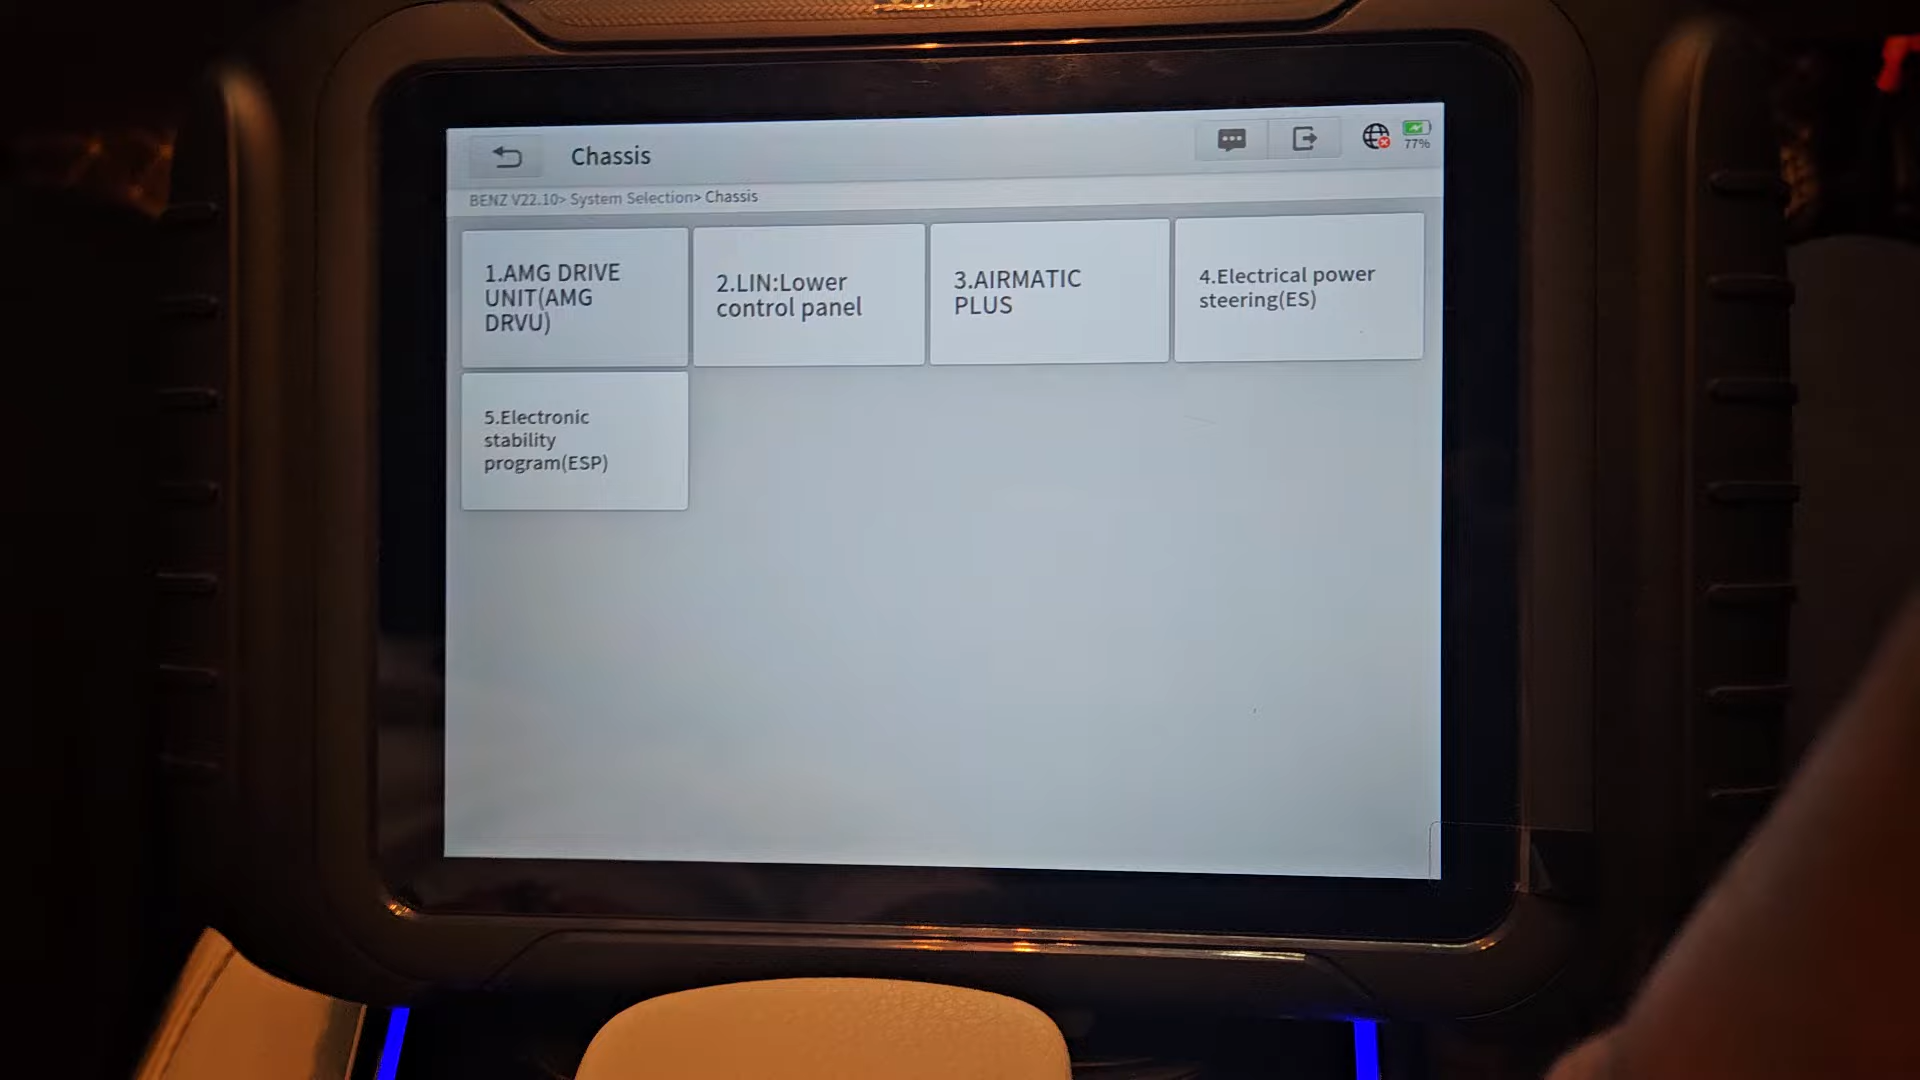 Chassis
77%
BENZ V22.10> System Selection> Chassis
1.AMG DRIVE
UNIT(AMG
DRVU)
2.LIN:Lower
control panel
3.AIRMATIC
PLUS
4.Electrical power
steering(ES)
5.Electronic
stability
program(ESP)